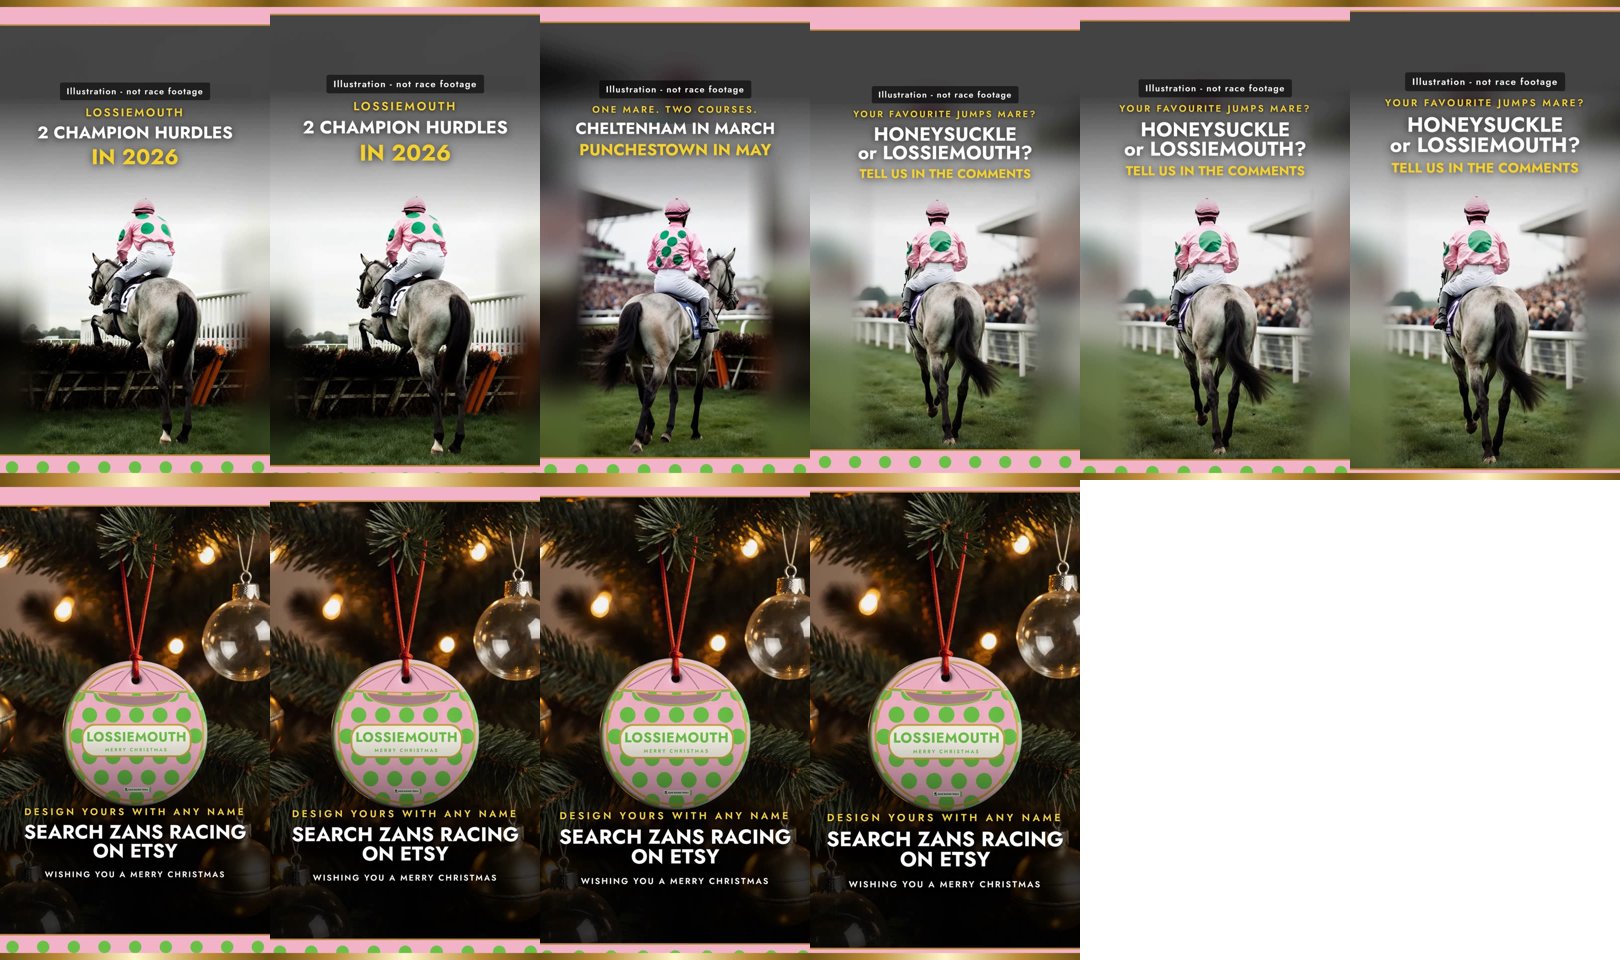 Illustration - not race footage
LOSSIEMOUTH
2 CHAMPION HURDLES
IN 2026
Illustration - not race footage
LOSSIEMOUTH
2 CHAMPION HURDLES
IN 2026
Illustration - not race footage
ONE MARE. TWO COURSES.
CHELTENHAM IN MARCH
PUNCHESTOWN IN MAY
Illustration - not race footage
YOUR FAVOURITE JUMPS MARE?
HONEYSUCKLE
or LOSSIEMOUTH?
TELL US IN THE COMMENTS
Illustration - not race footage
YOUR FAVOURITE JUMPS MARE?
HONEYSUCKLE
or LOSSIEMOUTH?
TELL US IN THE COMMENTS
Illustration - not race footage
YOUR FAVOURITE JUMPS MARE?
HONEYSUCKLE
or LOSSIEMOUTH?
TELL US IN THE COMMENTS
LOSSIEMOUTH
MERRY CHRISTMAS
DESIGN YOURS WITH ANY NAME
SEARCH ZANS RACING
ON ETSY
WISHING YOU A MERRY CHRISTMAS
LOSSIEMOUTH
MERRY CHRISTMAS
DESIGN YOURS WITH ANY NAME
SEARCH ZANS RACING
ON ETSY
WISHING YOU A MERRY CHRISTMAS
LOSSIEMOUTH
MERRY CHRISTMAS
DESIGN YOURS WITH ANY NAME
SEARCH ZANS RACING
ON ETSY
WISHING YOU A MERRY CHRISTMAS
LOSSIEMOUTH
MERRY CHRISTMAS
DESIGN YOURS WITH ANY NAME
SEARCH ZANS RACING
ON ETSY
WISHING YOU A MERRY CHRISTMAS